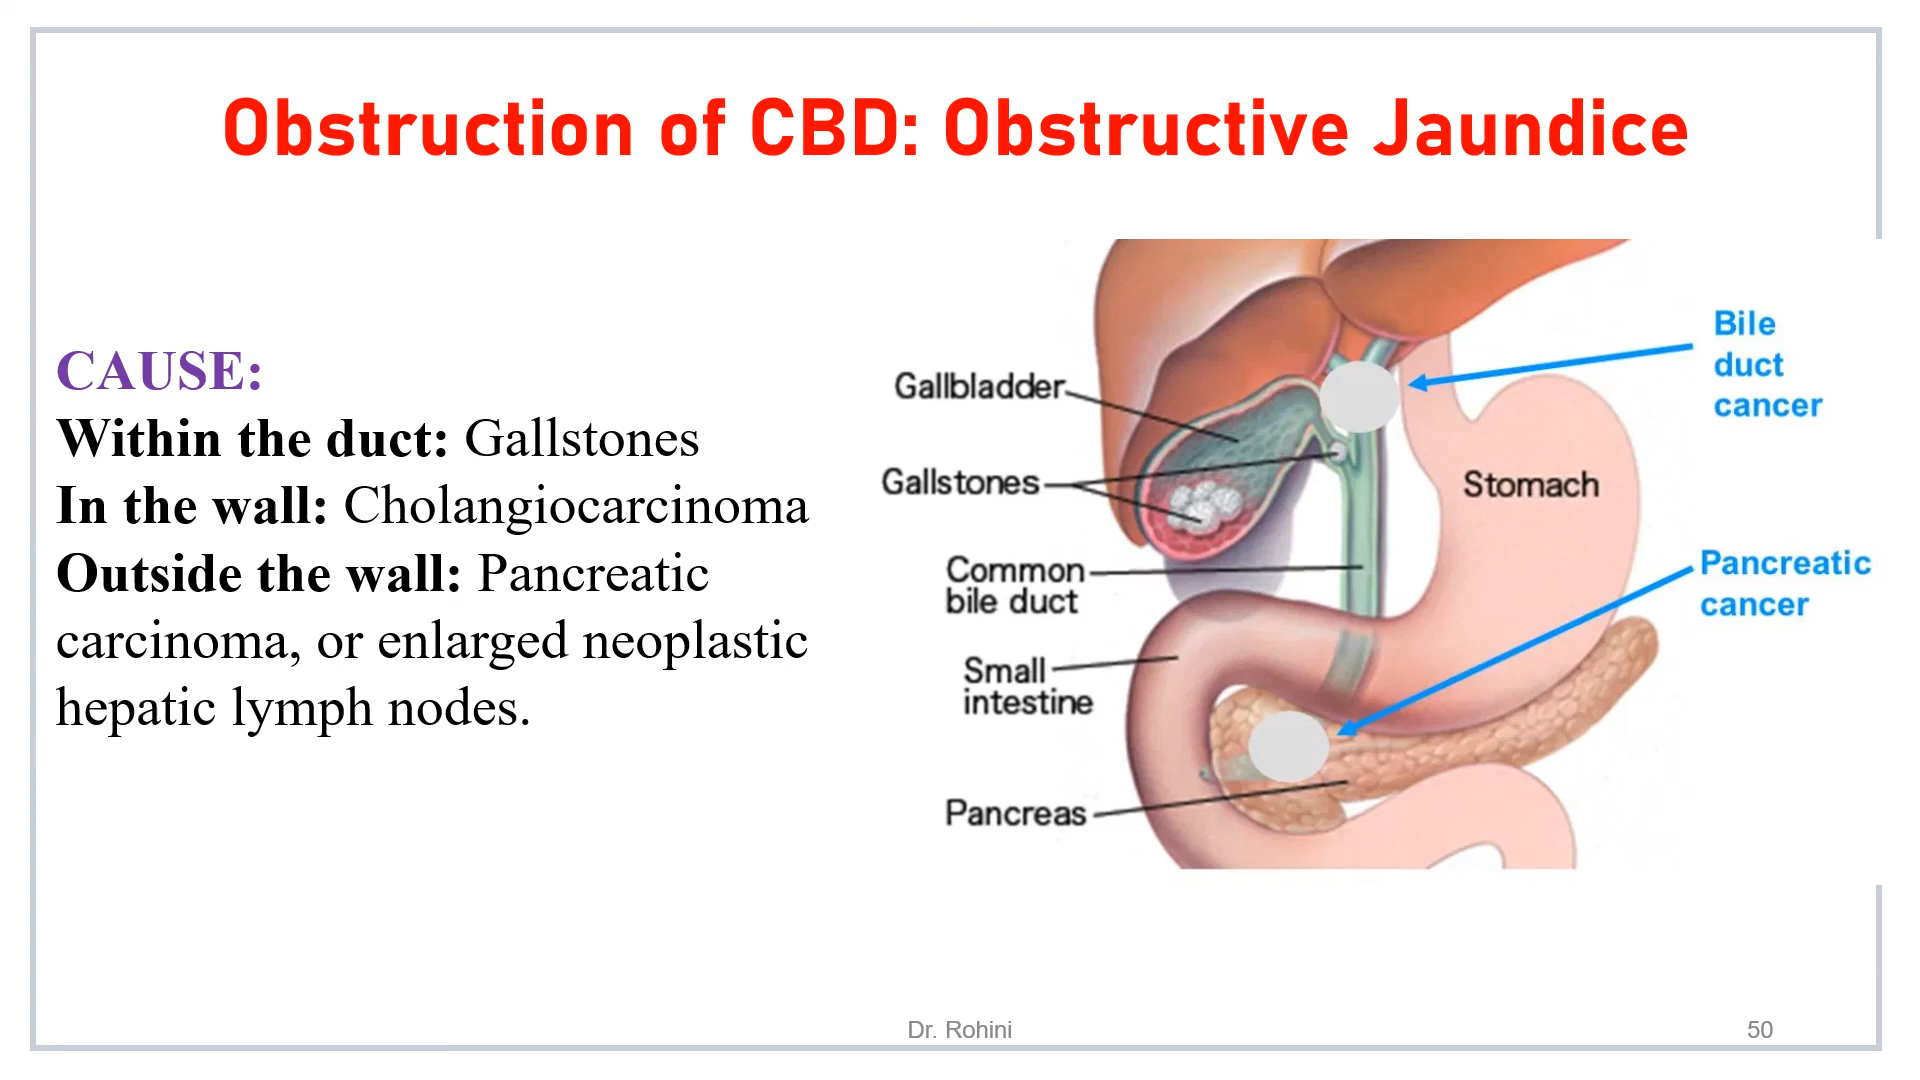 Obstruction of CBD: Obstructive Jaundice
CAUSE:
Within the duct: Gallstones
In the wall: Cholangiocarcinoma
Outside the wall: Pancreatic
carcinoma, or enlarged neoplastic
hepatic lymph nodes.
Gallbladder
Gallstones
Common
bile duct
Small
intestine
Pancreas
Stomach
Bile
duct
cancer
Pancreatic
cancer
Dr. Rohini
50